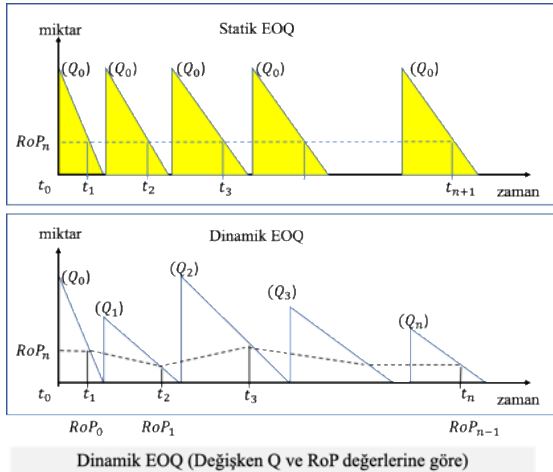 miktar
Statik EOQ
(Q₀) (Q₀) (Q₀) (Q₀) (Q₀)
RoPₙ
t₀ t₁ t₂ t₃ tₙ₊₁ zaman
miktar
Dinamik EOQ
(Q₀) (Q₁) (Q₂) (Q₃) (Qₙ)
RoPₙ
t₀ t₁ t₂ t₃ tₙ zaman
RoP₀ RoP₁ RoPₙ₋₁
Dinamik EOQ (Değişken Q ve RoP değerlerine göre)